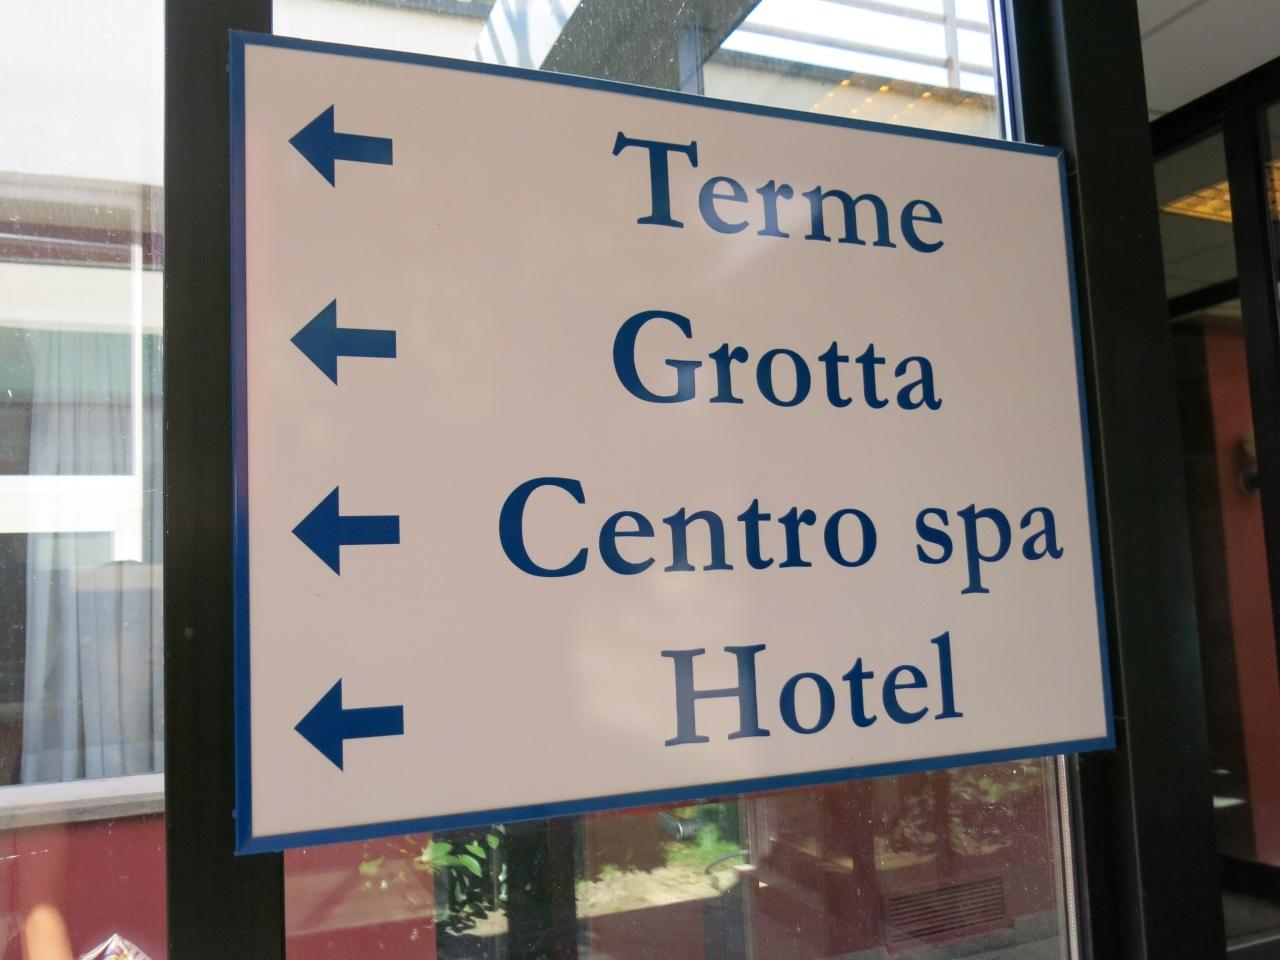 Terme
Grotta
Centro spa
Hotel